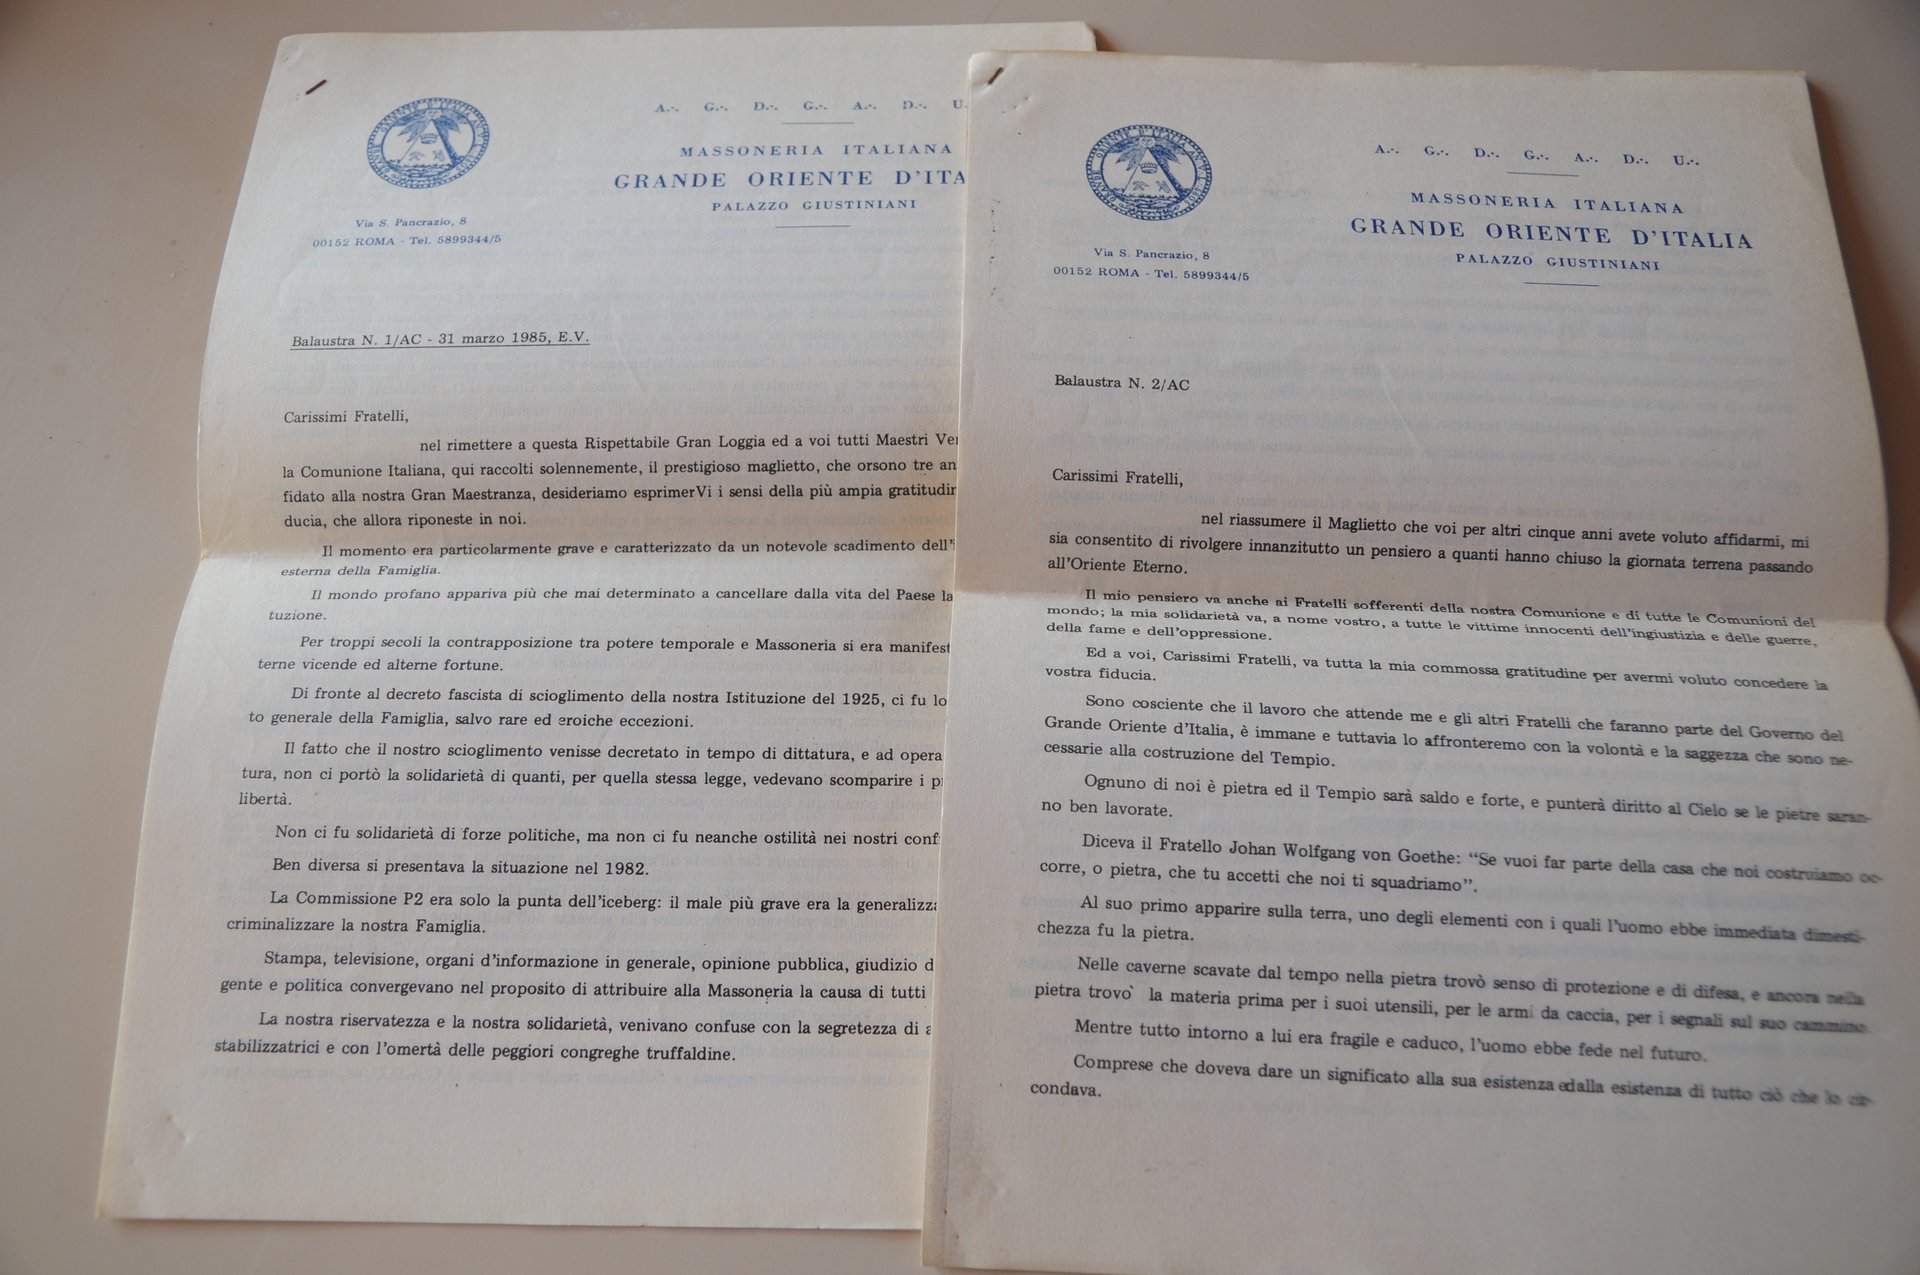 A.·. G.·. D.·. G.·. A.·. D.·. U.·.
MASSONERIA ITALIANA
GRANDE ORIENTE D'ITA
PALAZZO GIUSTINIANI
Via S. Pancrazio, 8
00152 ROMA - Tel. 5899344/5
Balaustra N. 1/AC - 31 marzo 1985, E.V.
Carissimi Fratelli,
nel rimettere a questa Rispettabile Gran Loggia ed a voi tutti Maestri Ve
la Comunione Italiana, qui raccolti solennemente, il prestigioso maglietto, che orsono tre an
fidato alla nostra Gran Maestranza, desideriamo esprimerVi i sensi della più ampia gratitudin
ducia, che allora riponeste in noi.
Il momento era particolarmente grave e caratterizzato da un notevole scadimento dell'
esterna della Famiglia.
Il mondo profano appariva più che mai determinato a cancellare dalla vita del Paese la
tuzione.
Per troppi secoli la contrapposizione tra potere temporale e Massoneria si era manifest
terne vicende ed alterne fortune.
Di fronte al decreto fascista di scioglimento della nostra Istituzione del 1925, ci fu lo
to generale della Famiglia, salvo rare ed eroiche eccezioni.
Il fatto che il nostro scioglimento venisse decretato in tempo di dittatura, e ad opera
tura, non ci portò la solidarietà di quanti, per quella stessa legge, vedevano scomparire i p
libertà.
Non ci fu solidarietà di forze politiche, ma non ci fu neanche ostilità nei nostri conf
Ben diversa si presentava la situazione nel 1982.
La Commissione P2 era solo la punta dell'iceberg: il male più grave era la generalizza
criminalizzare la nostra Famiglia.
Stampa, televisione, organi d'informazione in generale, opinione pubblica, giudizio d
gente e politica convergevano nel proposito di attribuire alla Massoneria la causa di tutti
La nostra riservatezza e la nostra solidarietà, venivano confuse con la segretezza di a
stabilizzatrici e con l'omertà delle peggiori congreghe truffaldine.
A.·. G.·. D.·. G.·. A.·. D.·. U.·.
MASSONERIA ITALIANA
GRANDE ORIENTE D'ITALIA
PALAZZO GIUSTINIANI
Via S. Pancrazio, 8
00152 ROMA - Tel. 5899344/5
Balaustra N. 2/AC
Carissimi Fratelli,
nel riassumere il Maglietto che voi per altri cinque anni avete voluto affidarmi, mi
sia consentito di rivolgere innanzitutto un pensiero a quanti hanno chiuso la giornata terrena passando
all'Oriente Eterno.
Il mio pensiero va anche ai Fratelli sofferenti della nostra Comunione e di tutte le Comunioni del
mondo; la mia solidarietà va, a nome vostro, a tutte le vittime innocenti dell'ingiustizia e delle guerre,
della fame e dell'oppressione.
Ed a voi, Carissimi Fratelli, va tutta la mia commossa gratitudine per avermi voluto concedere la
vostra fiducia.
Sono cosciente che il lavoro che attende me e gli altri Fratelli che faranno parte del Governo del
Grande Oriente d'Italia, è immane e tuttavia lo affronteremo con la volontà e la saggezza che sono ne-
cessarie alla costruzione del Tempio.
Ognuno di noi è pietra ed il Tempio sarà saldo e forte, e punterà diritto al Cielo se le pietre saran-
no ben lavorate.
Diceva il Fratello Johan Wolfgang von Goethe: "Se vuoi far parte della casa che noi costruiamo oc-
corre, o pietra, che tu accetti che noi ti squadriamo".
Al suo primo apparire sulla terra, uno degli elementi con i quali l'uomo ebbe immediata dimesti-
chezza fu la pietra.
Nelle caverne scavate dal tempo nella pietra trovò senso di protezione e di difesa, e ancora nella
pietra trovò la materia prima per i suoi utensili, per le armi da caccia, per i segnali sul suo cammino.
Mentre tutto intorno a lui era fragile e caduco, l'uomo ebbe fede nel futuro.
Comprese che doveva dare un significato alla sua esistenza ed alla esistenza di tutto ciò che lo cir-
condava.